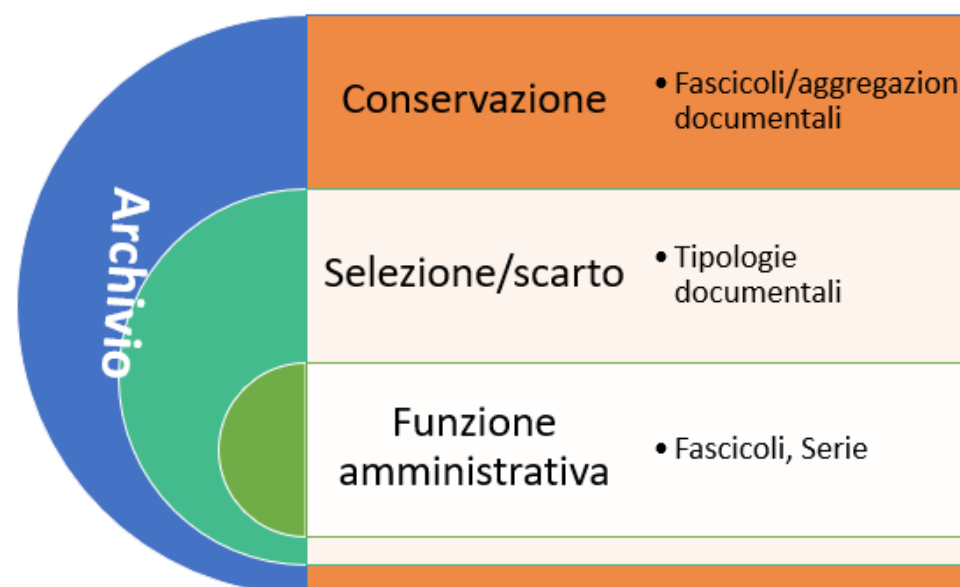 Archivio
Conservazione
• Fascicoli/aggregazion
documentali
Selezione/scarto
• Tipologie
documentali
Funzione
amministrativa
• Fascicoli, Serie